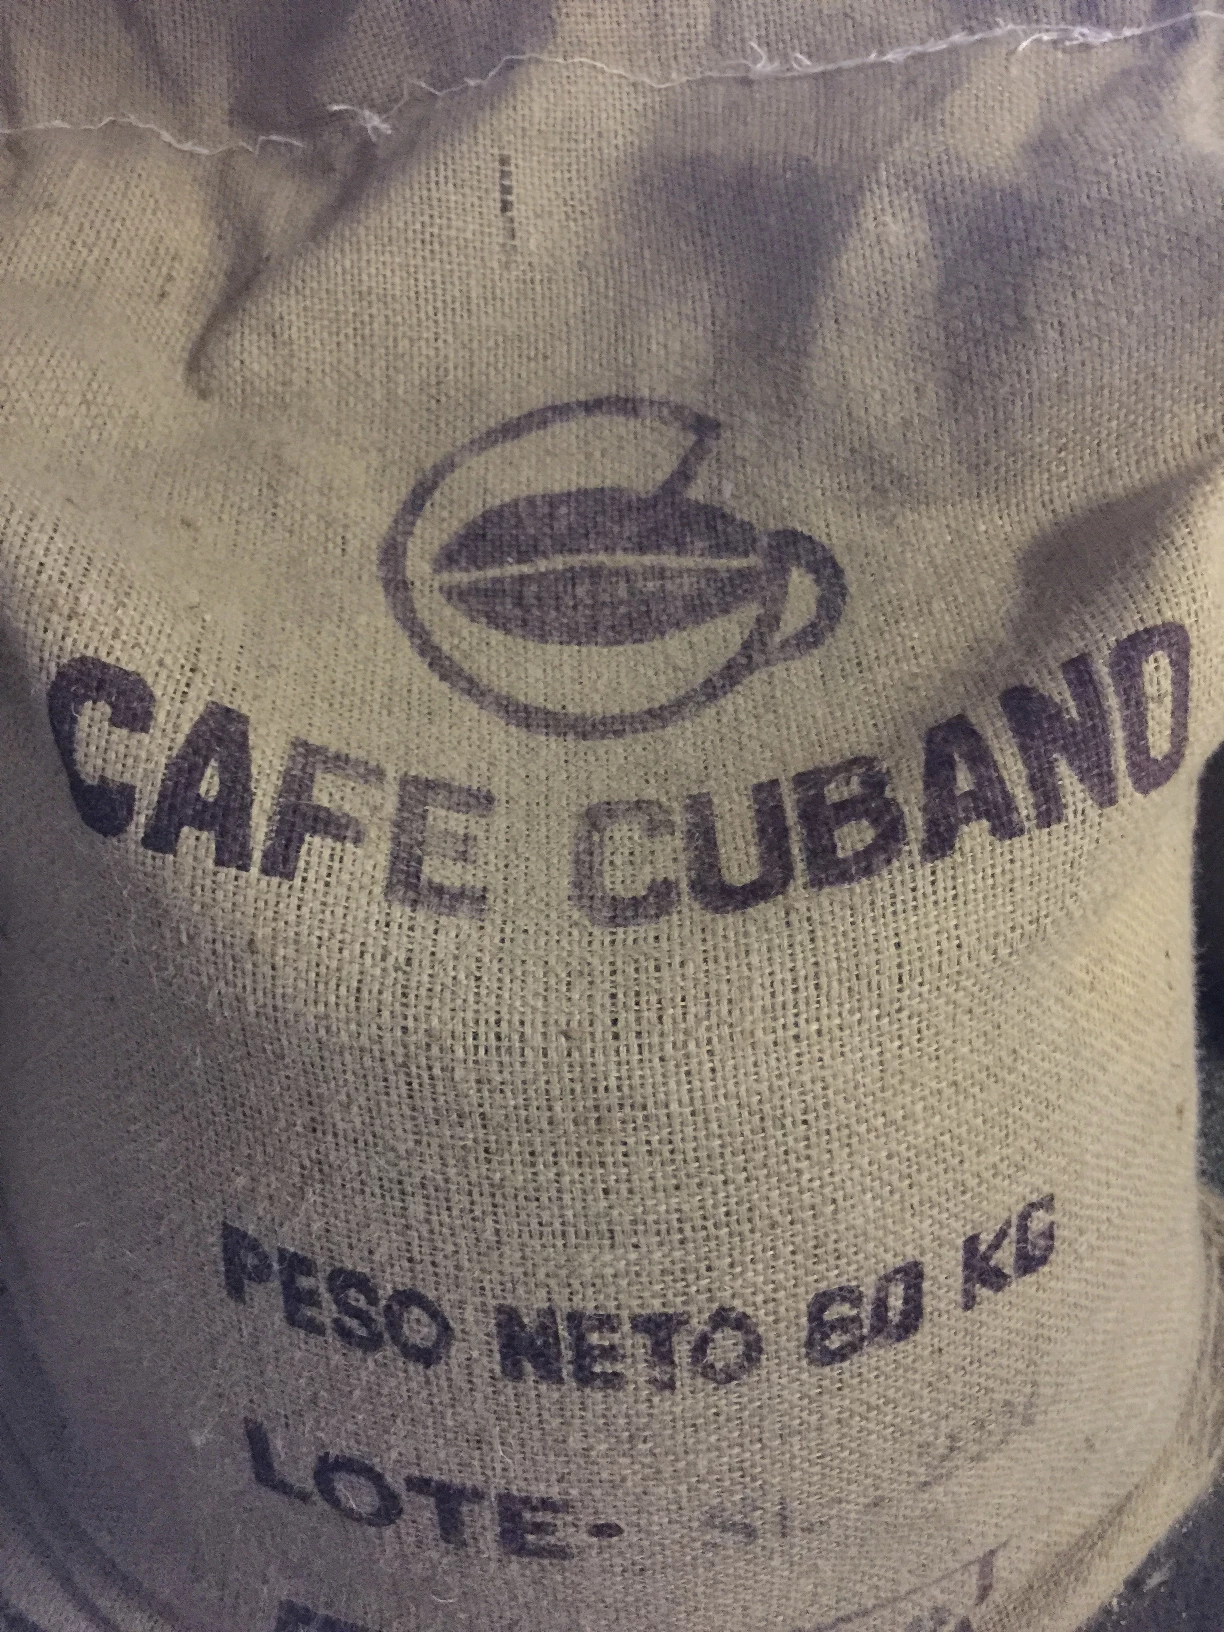 CAFE CUBANO
PESO NETO 60 KG
LOTE-